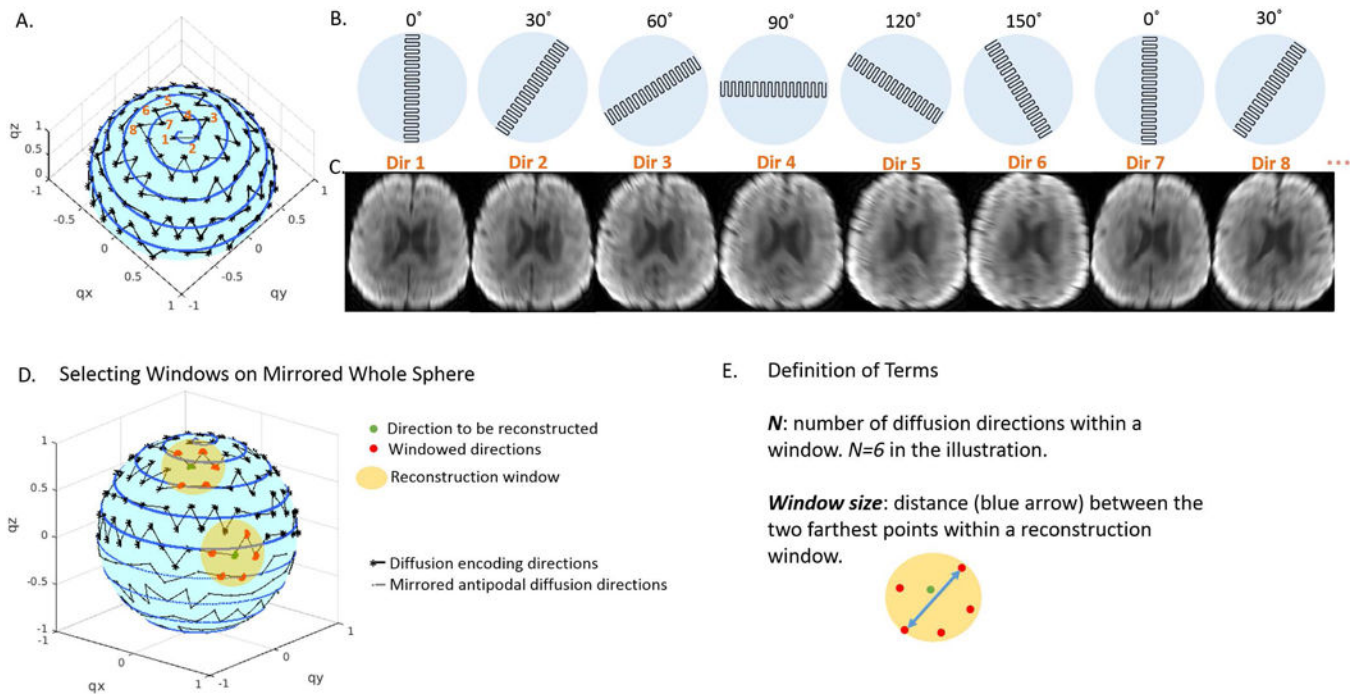 A.
qz
1
0.5
0
-1
-0.5
0
0.5
1
qx
-1
-0.5
0
0.5
1
qy
5
6
4
3
8
7
1
2
B.
0°
30°
60°
90°
120°
150°
0°
30°
C.
Dir 1
Dir 2
Dir 3
Dir 4
Dir 5
Dir 6
Dir 7
Dir 8
...
D. Selecting Windows on Mirrored Whole Sphere
qz
1
0.5
0
-0.5
-1
-1
0
1
qx
-1
0
1
qy
Direction to be reconstructed
Windowed directions
Reconstruction window
Diffusion encoding directions
Mirrored antipodal diffusion directions
E. Definition of Terms
N: number of diffusion directions within a
window. N=6 in the illustration.
Window size: distance (blue arrow) between the
two farthest points within a reconstruction
window.